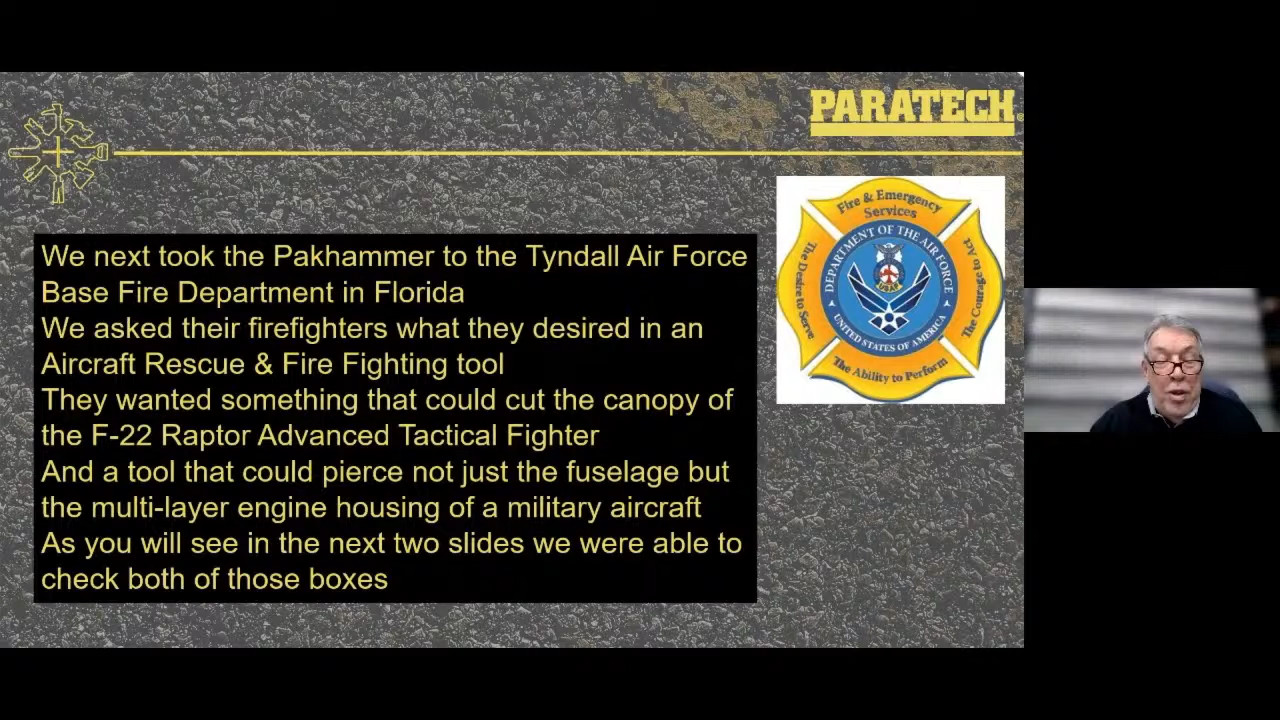 PARATECH
We next took the Pakhammer to the Tyndall Air Force
Base Fire Department in Florida
We asked their firefighters what they desired in an
Aircraft Rescue & Fire Fighting tool
They wanted something that could cut the canopy of
the F-22 Raptor Advanced Tactical Fighter
And a tool that could pierce not just the fuselage but
the multi-layer engine housing of a military aircraft
As you will see in the next two slides we were able to
check both of those boxes
Fire & Emergency
Services
The Desire to Serve
DEPARTMENT OF THE AIR FORCE
UNITED STATES OF AMERICA
The Courage to Act
The Ability to Perform